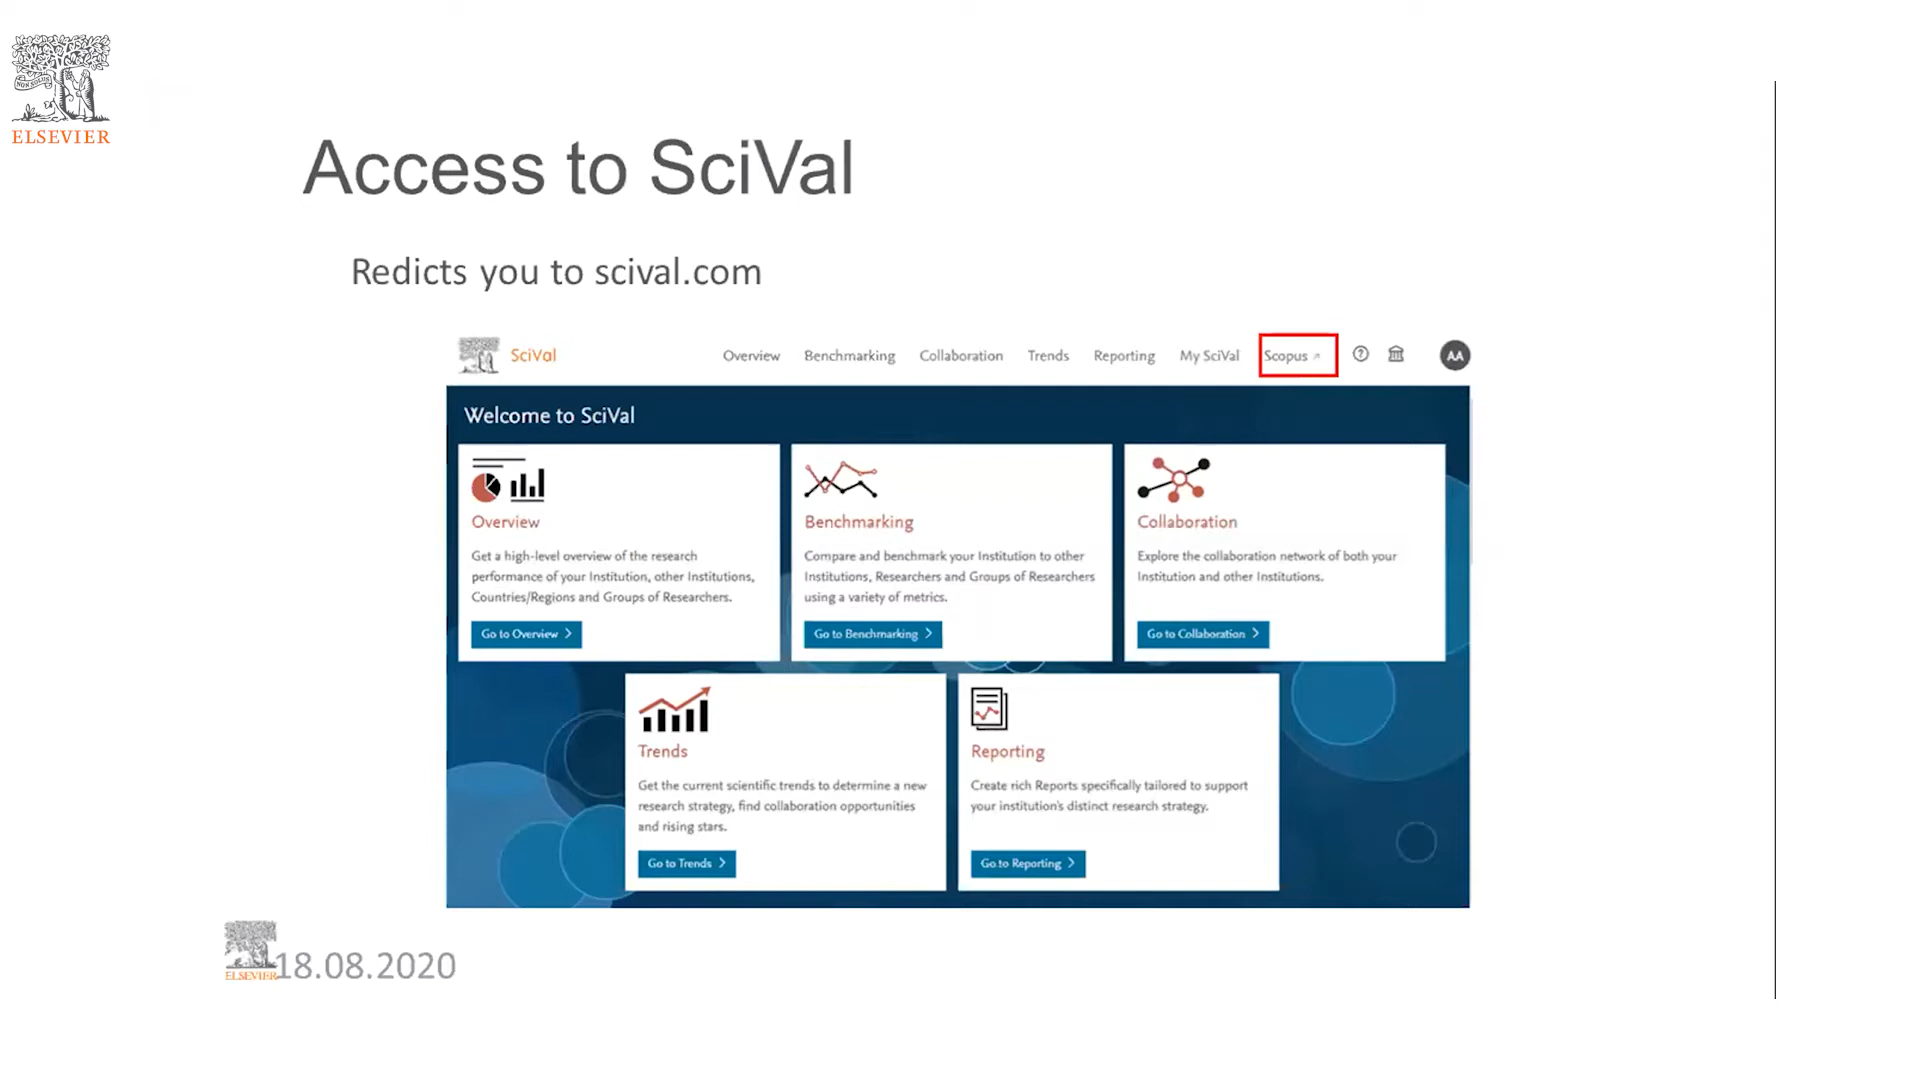 ELSEVIER
Access to SciVal
Redicts you to scival.com
SciVal Overview Benchmarking Collaboration Trends Reporting My SciVal Scopus ↗ ? AA
Welcome to SciVal
Overview
Get a high-level overview of the research
performance of your Institution, other Institutions,
Countries/Regions and Groups of Researchers.
Go to Overview >
Benchmarking
Compare and benchmark your Institution to other
Institutions, Researchers and Groups of Researchers
using a variety of metrics.
Go to Benchmarking >
Collaboration
Explore the collaboration network of both your
Institution and other Institutions.
Go to Collaboration >
Trends
Get the current scientific trends to determine a new
research strategy, find collaboration opportunities
and rising stars.
Go to Trends >
Reporting
Create rich Reports specifically tailored to support
your institution's distinct research strategy.
Go to Reporting >
ELSEVIER
18.08.2020